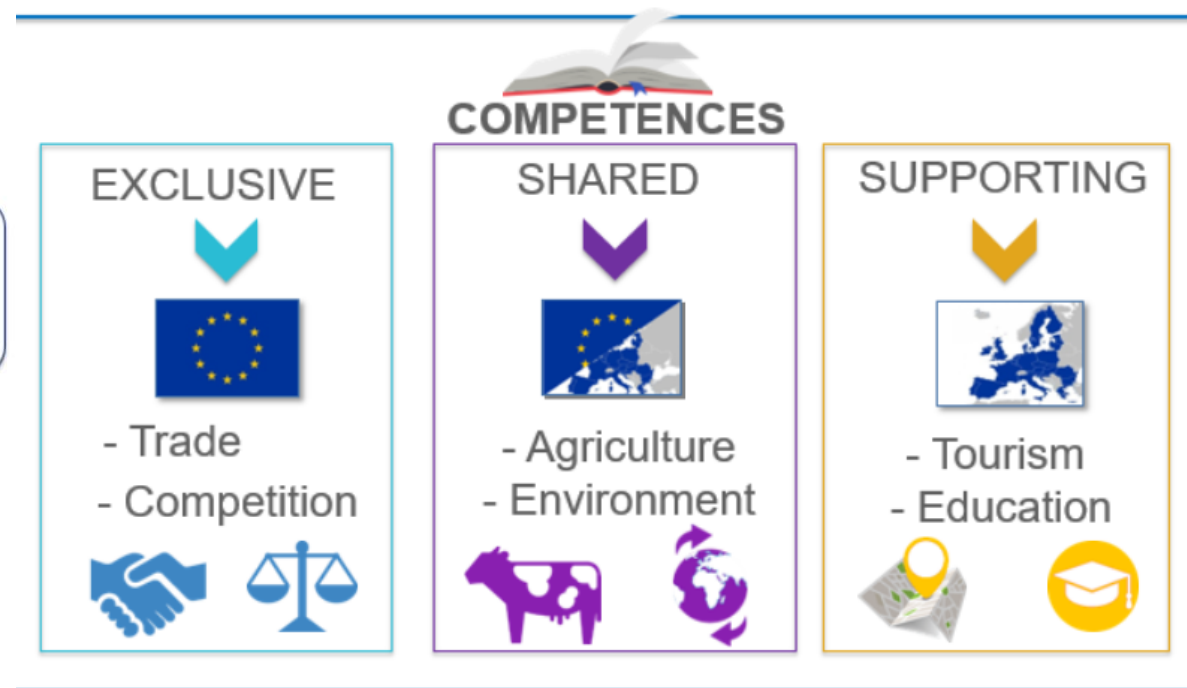 COMPETENCES
EXCLUSIVE
- Trade
- Competition
SHARED
- Agriculture
- Environment
SUPPORTING
- Tourism
- Education